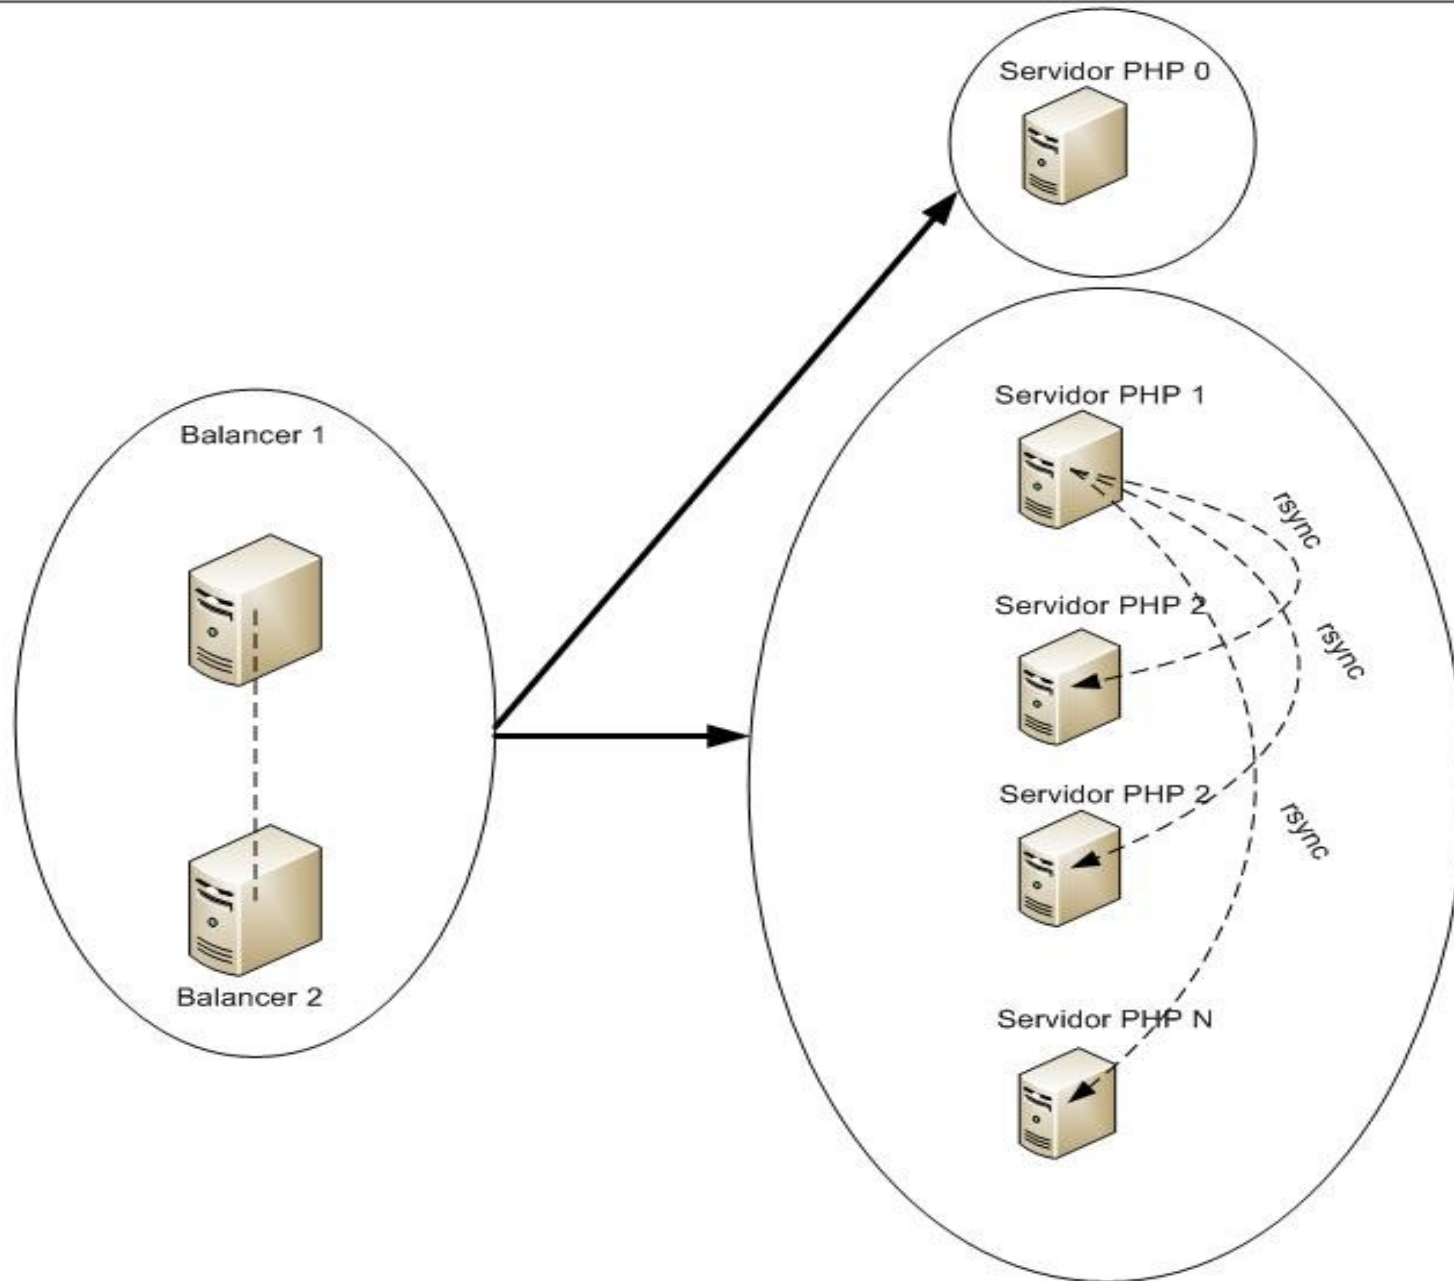 Servidor PHP 0
Servidor PHP 1
Balancer 1
rsync
Servidor PHP 2
rsync
Servidor PHP 2
rsync
Balancer 2
Servidor PHP N